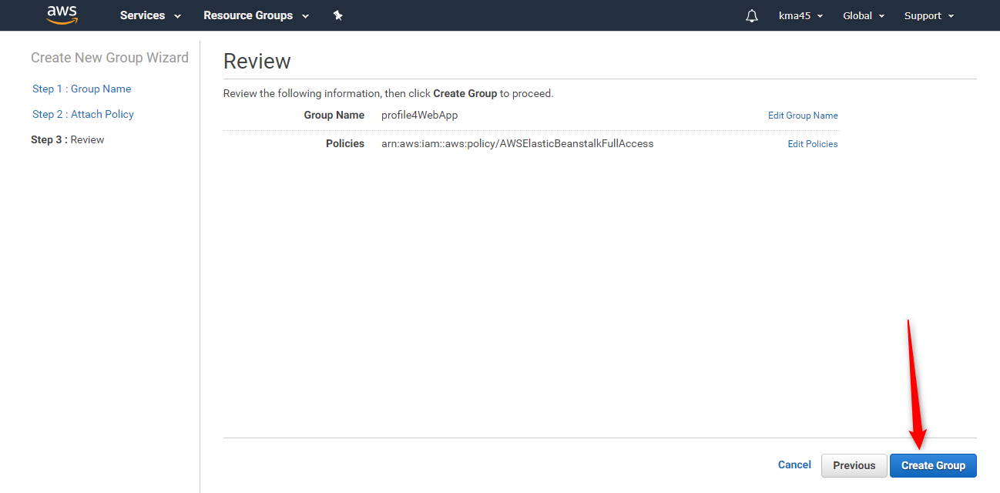 aws Services Resource Groups kma45 Global Support
Create New Group Wizard
Step 1 : Group Name
Step 2 : Attach Policy
Step 3 : Review
Review
Review the following information, then click Create Group to proceed.
Group Name profile4WebApp Edit Group Name
Policies arn:aws:iam::aws:policy/AWSElasticBeanstalkFullAccess Edit Policies
Cancel Previous Create Group